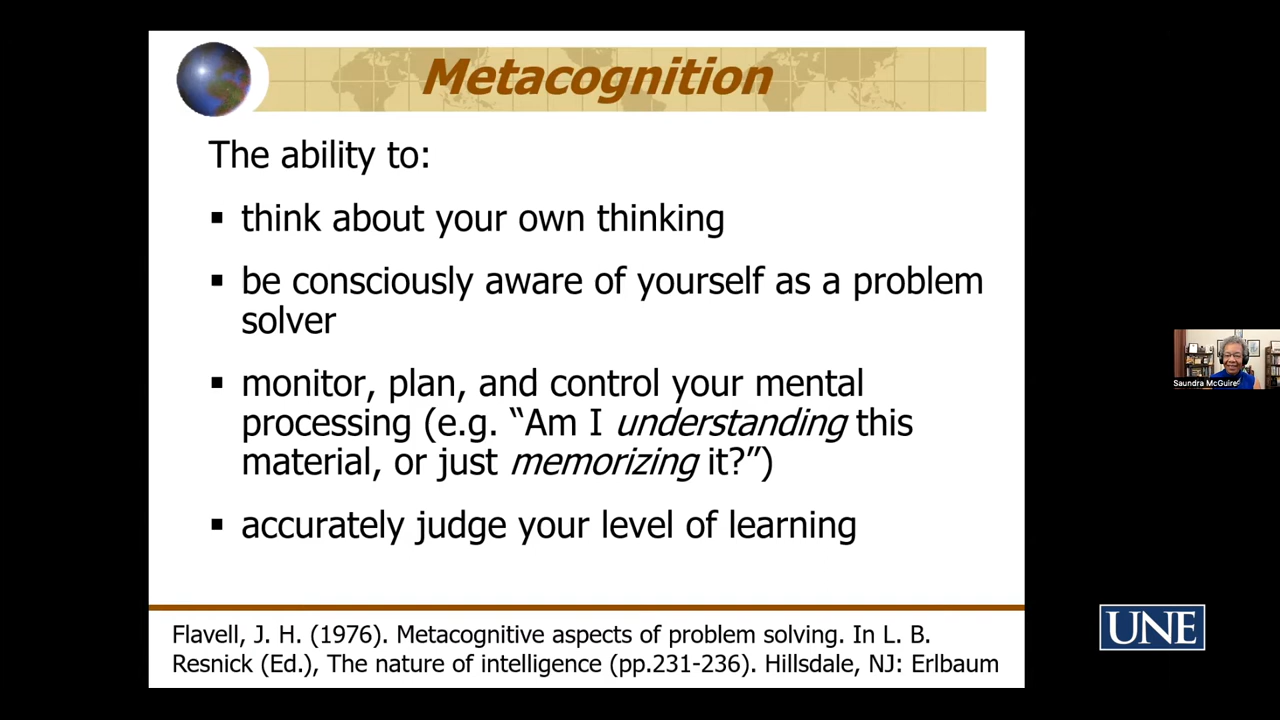 Metacognition
The ability to:
▪ think about your own thinking
▪ be consciously aware of yourself as a problem
solver
▪ monitor, plan, and control your mental
processing (e.g. “Am I understanding this
material, or just memorizing it?”)
▪ accurately judge your level of learning
Flavell, J. H. (1976). Metacognitive aspects of problem solving. In L. B.
Resnick (Ed.), The nature of intelligence (pp.231-236). Hillsdale, NJ: Erlbaum
Saundra McGuire
UNE